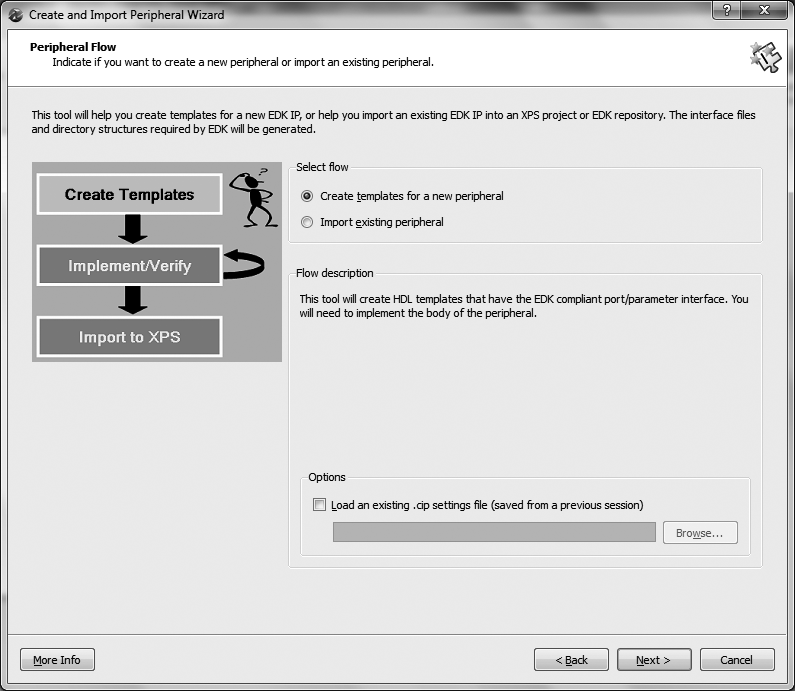 Create and Import Peripheral Wizard
?
Peripheral Flow
Indicate if you want to create a new peripheral or import an existing peripheral.
This tool will help you create templates for a new EDK IP, or help you import an existing EDK IP into an XPS project or EDK repository. The interface files
and directory structures required by EDK will be generated.
Create Templates
?
Implement/Verify
Import to XPS
Select flow
Create templates for a new peripheral
Import existing peripheral
Flow description
This tool will create HDL templates that have the EDK compliant port/parameter interface. You
will need to implement the body of the peripheral.
Options
Load an existing .cip settings file (saved from a previous session)
Browse...
More Info
< Back
Next >
Cancel